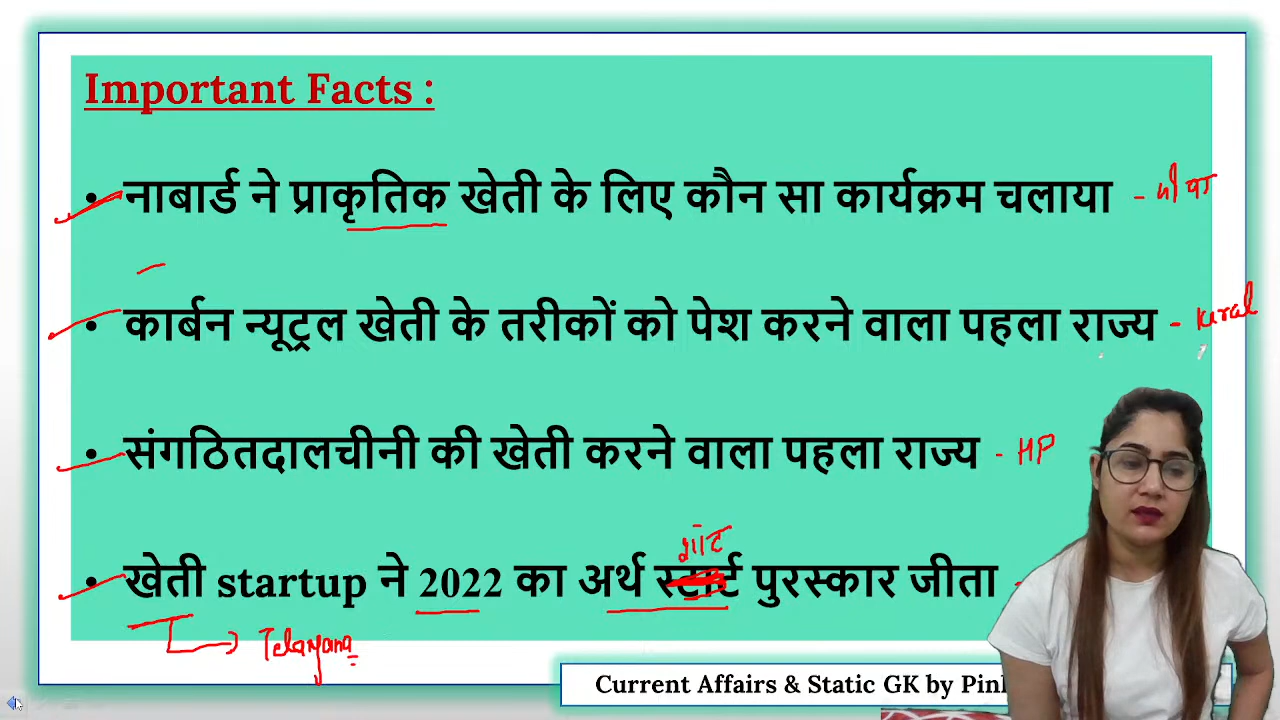 Important Facts :
• नाबार्ड ने प्राकृतिक खेती के लिए कौन सा कार्यक्रम चलाया -
• कार्बन न्यूट्रल खेती के तरीकों को पेश करने वाला पहला राज्य - Keral
• संगठितदालचीनी की खेती करने वाला पहला राज्य - HP
• खेती startup ने 2022 का अर्थ स्टार्ट पुरस्कार जीता -
Telangana
Current Affairs & Static GK by